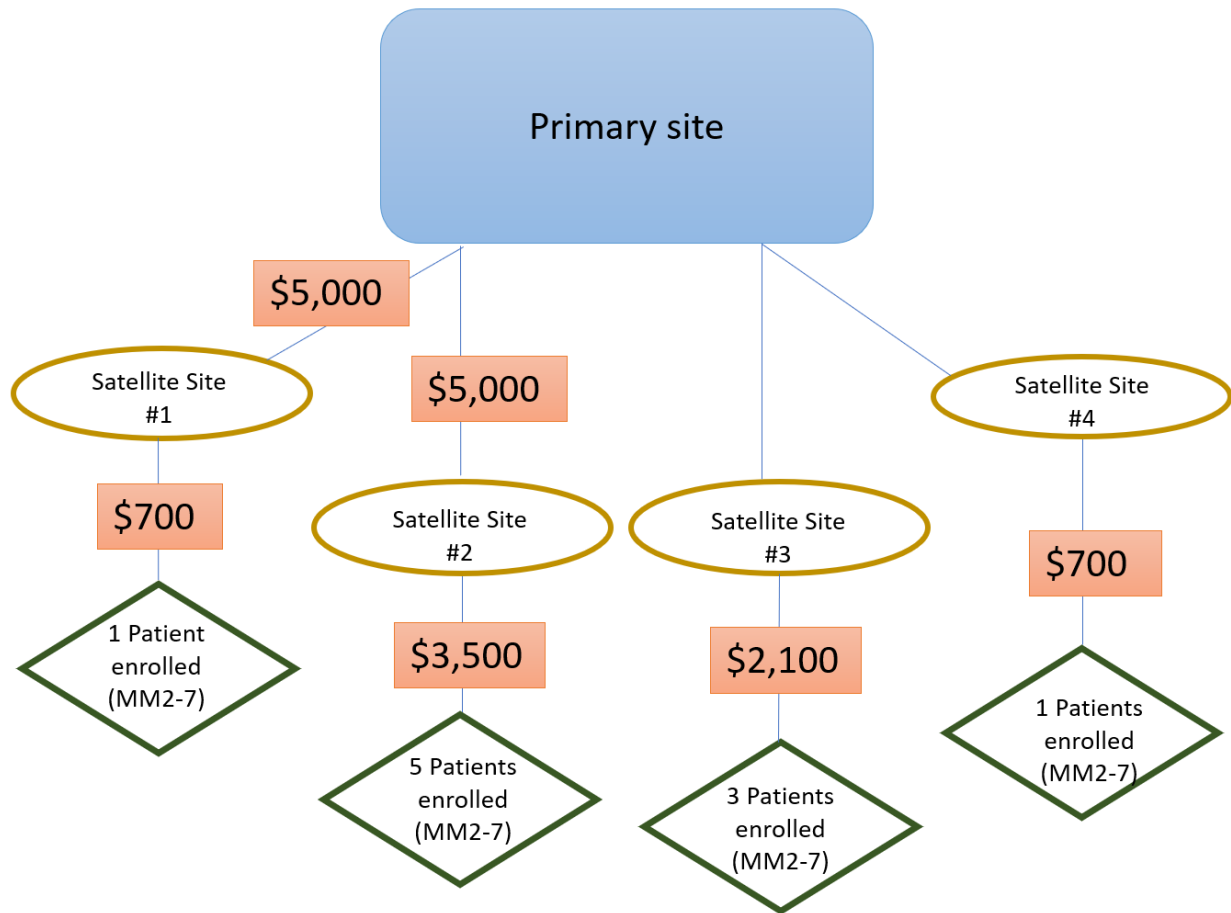 Primary site
$5,000
$5,000
Satellite Site
#1
Satellite Site
#2
Satellite Site
#3
Satellite Site
#4
$700
$3,500
$2,100
$700
1 Patient
enrolled
(MM2-7)
5 Patients
enrolled
(MM2-7)
3 Patients
enrolled
(MM2-7)
1 Patients
enrolled
(MM2-7)